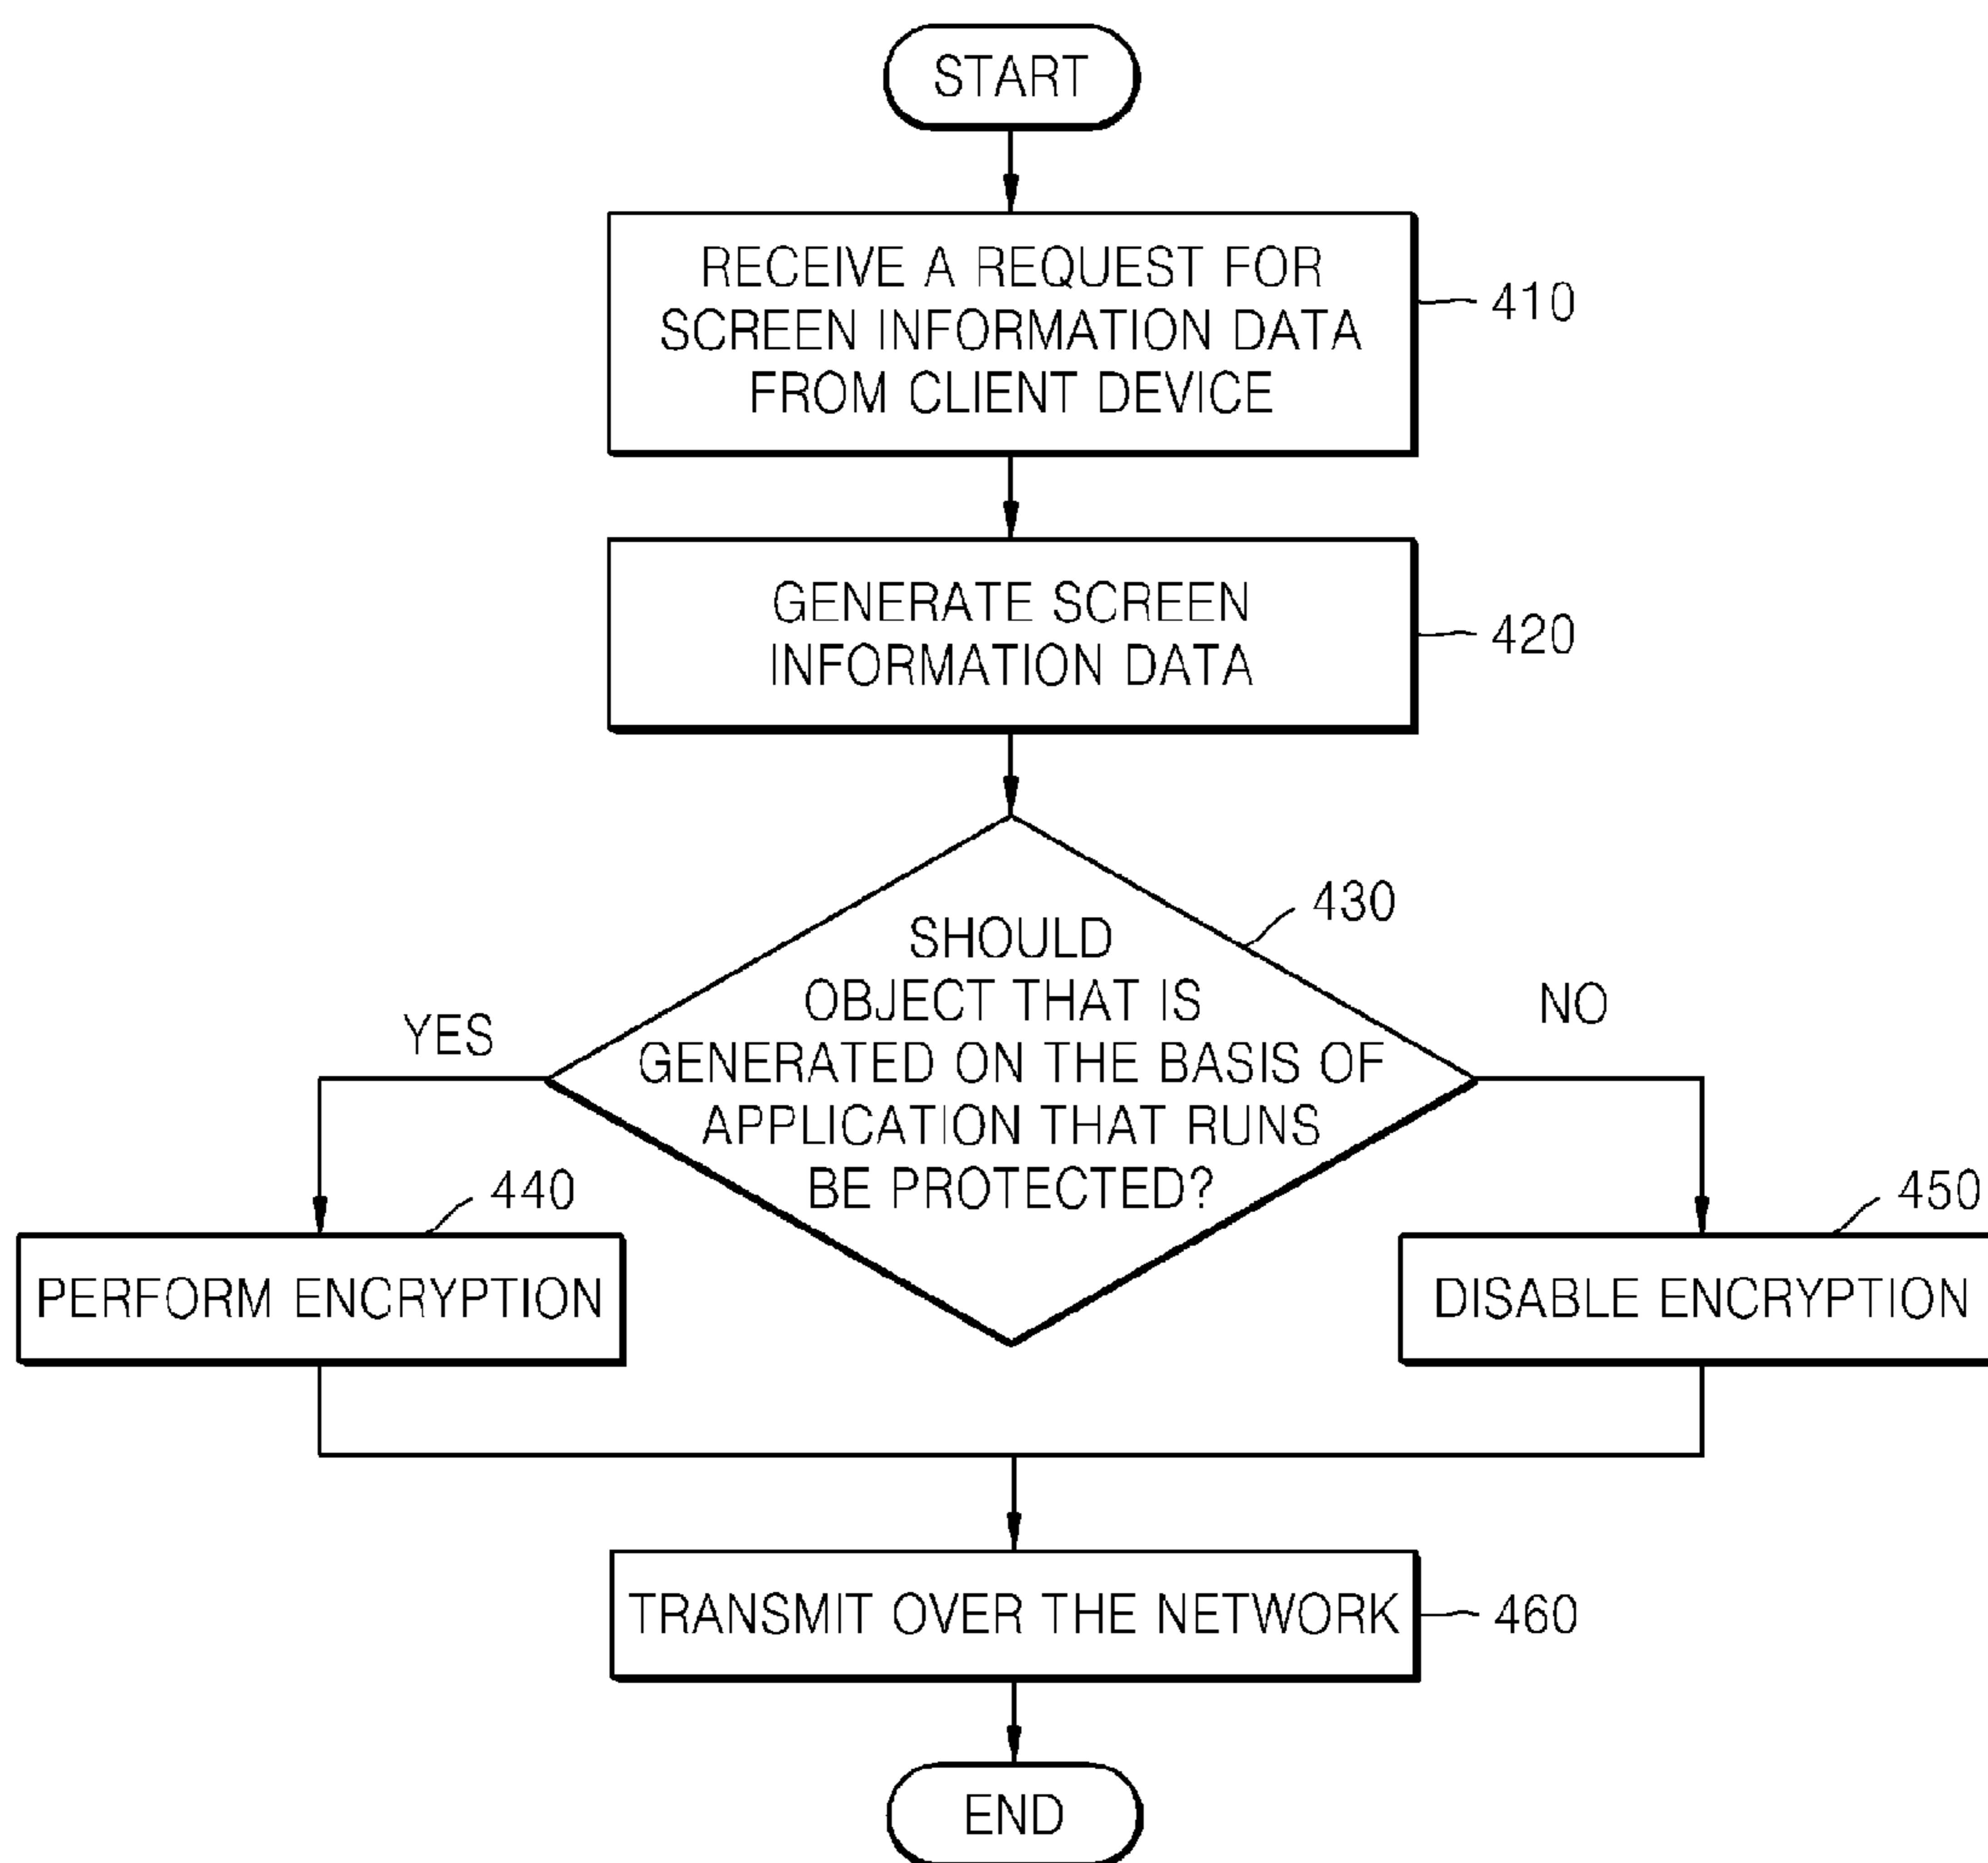 START
RECEIVE A REQUEST FOR
SCREEN INFORMATION DATA
FROM CLIENT DEVICE
410
GENERATE SCREEN
INFORMATION DATA
420
430
SHOULD
OBJECT THAT IS
GENERATED ON THE BASIS OF
APPLICATION THAT RUNS
BE PROTECTED?
YES
NO
440
PERFORM ENCRYPTION
450
DISABLE ENCRYPTION
TRANSMIT OVER THE NETWORK
460
END